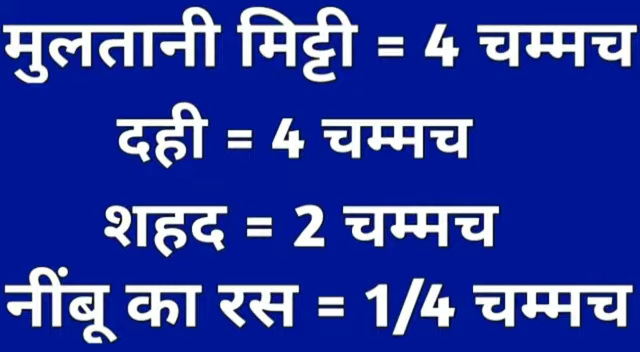 मुलतानी मिट्टी = 4 चम्मच
दही = 4 चम्मच
शहद = 2 चम्मच
नींबू का रस = 1/4 चम्मच